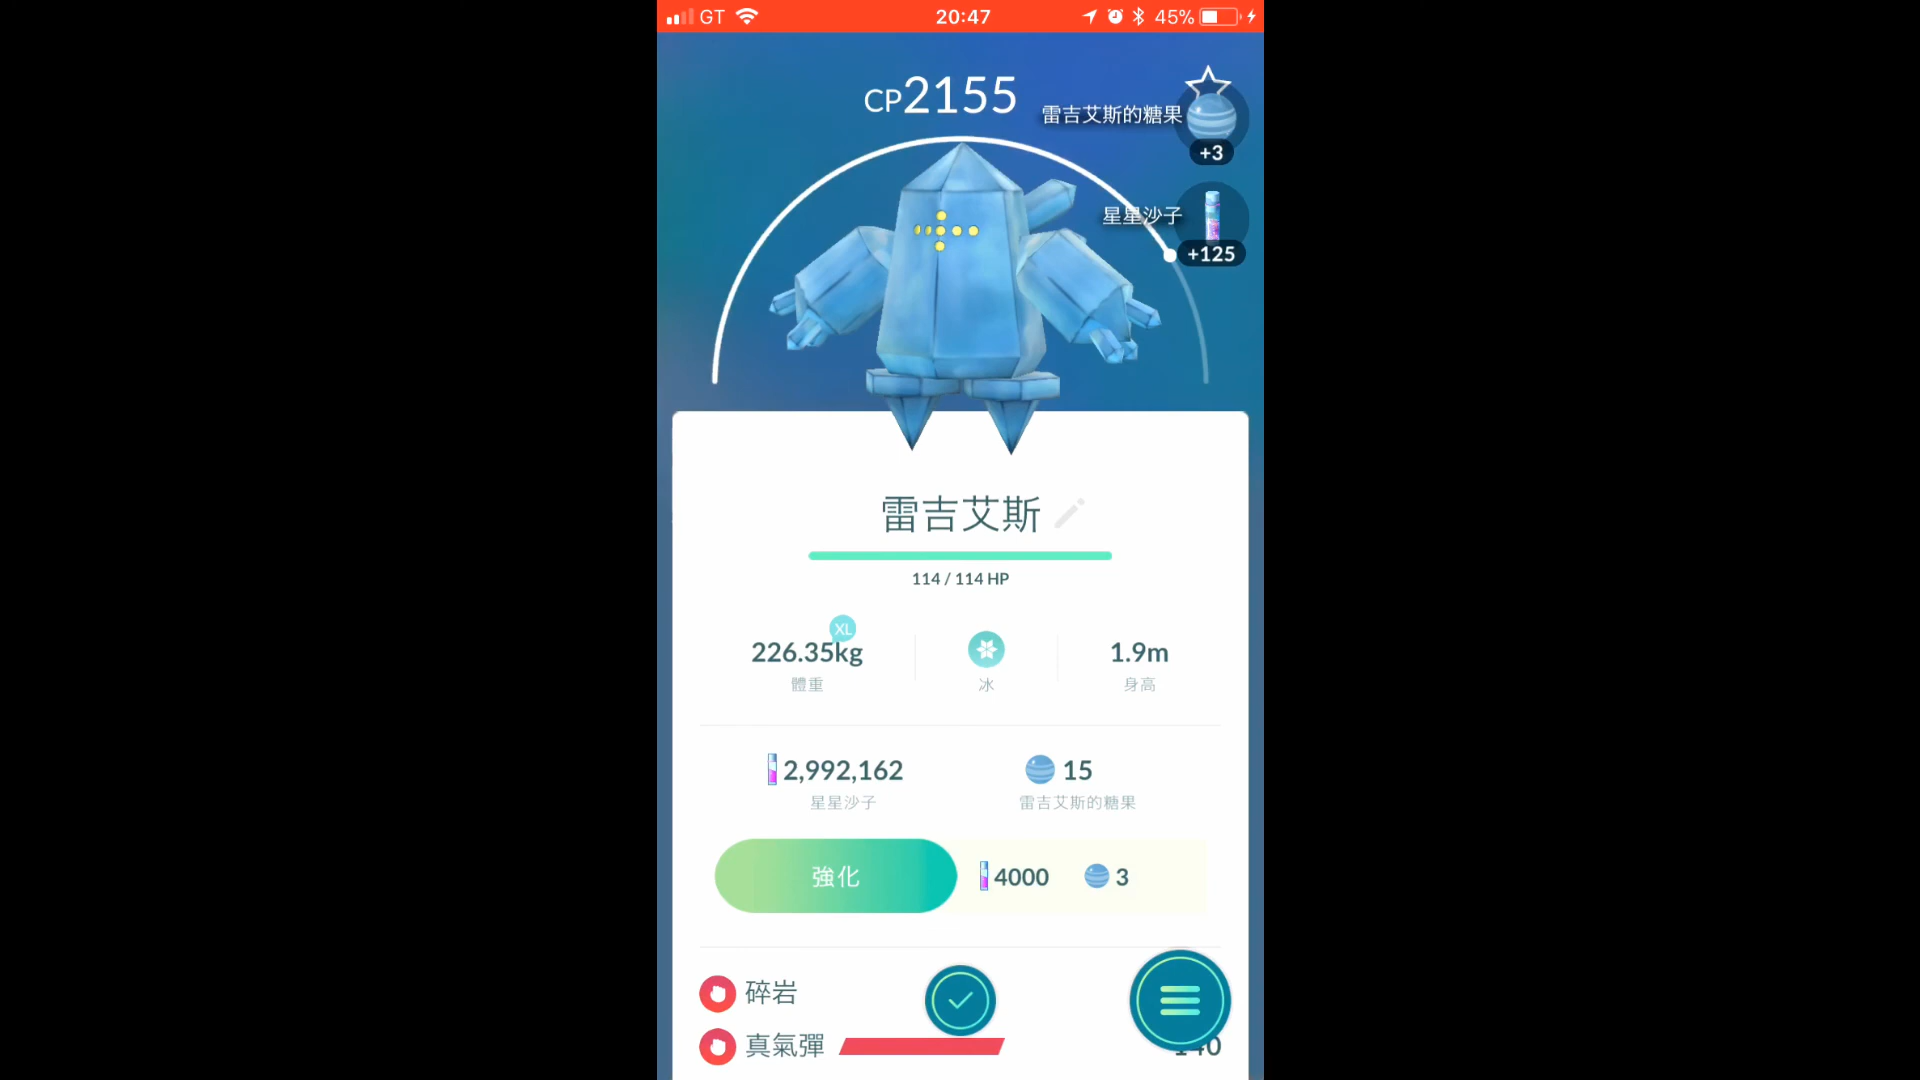 GT 20:47 45%
CP2155
雷吉艾斯的糖果
+3
星星沙子
+125
雷吉艾斯
114 / 114 HP
XL
226.35kg 1.9m
體重 冰 身高
2,992,162 15
星星沙子 雷吉艾斯的糖果
強化 4000 3
碎岩
真氣彈 140